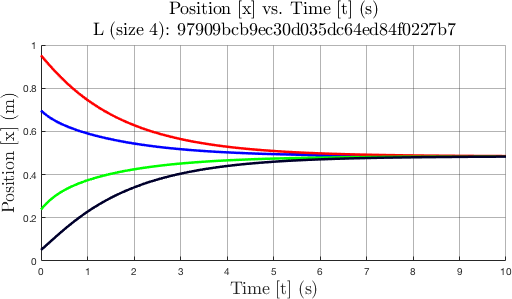 Position [x] vs. Time [t] (s)
L (size 4): 97909bcb9ec30d035dc64ed84f0227b7
Position [x] (m)
1
0.8
0.6
0.4
0.2
0
0 1 2 3 4 5 6 7 8 9 10
Time [t] (s)